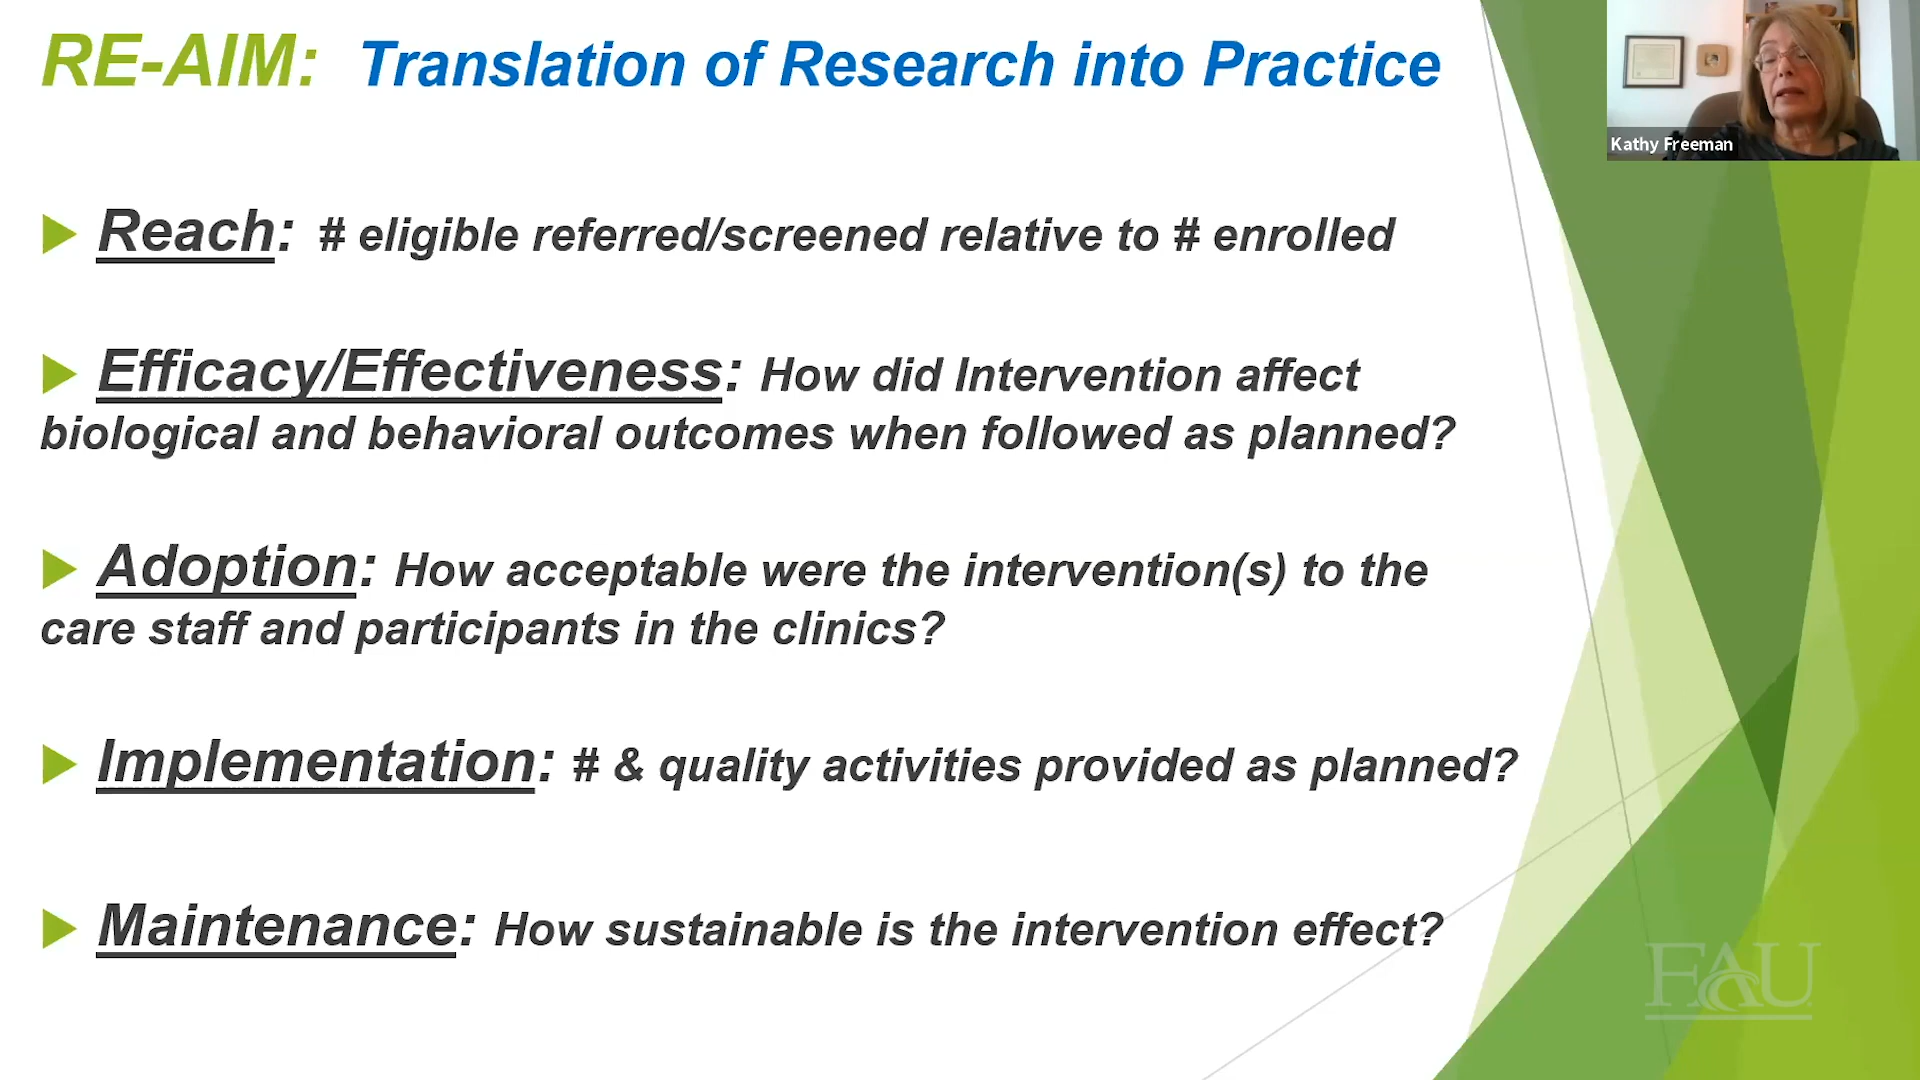 RE-AIM: Translation of Research into Practice
Kathy Freeman
Reach: # eligible referred/screened relative to # enrolled
Efficacy/Effectiveness: How did Intervention affect
biological and behavioral outcomes when followed as planned?
Adoption: How acceptable were the intervention(s) to the
care staff and participants in the clinics?
Implementation: # & quality activities provided as planned?
Maintenance: How sustainable is the intervention effect?
FAU